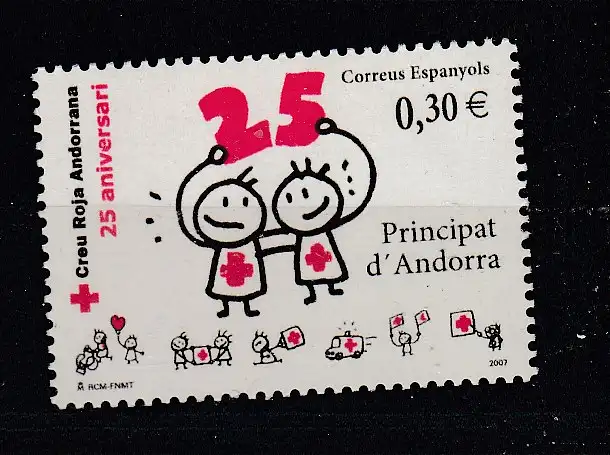 Creu Roja Andorrana
25 aniversari
25
Correus Espanyols
0,30 €
Principat
d'Andorra
RCM-FNMT
2007